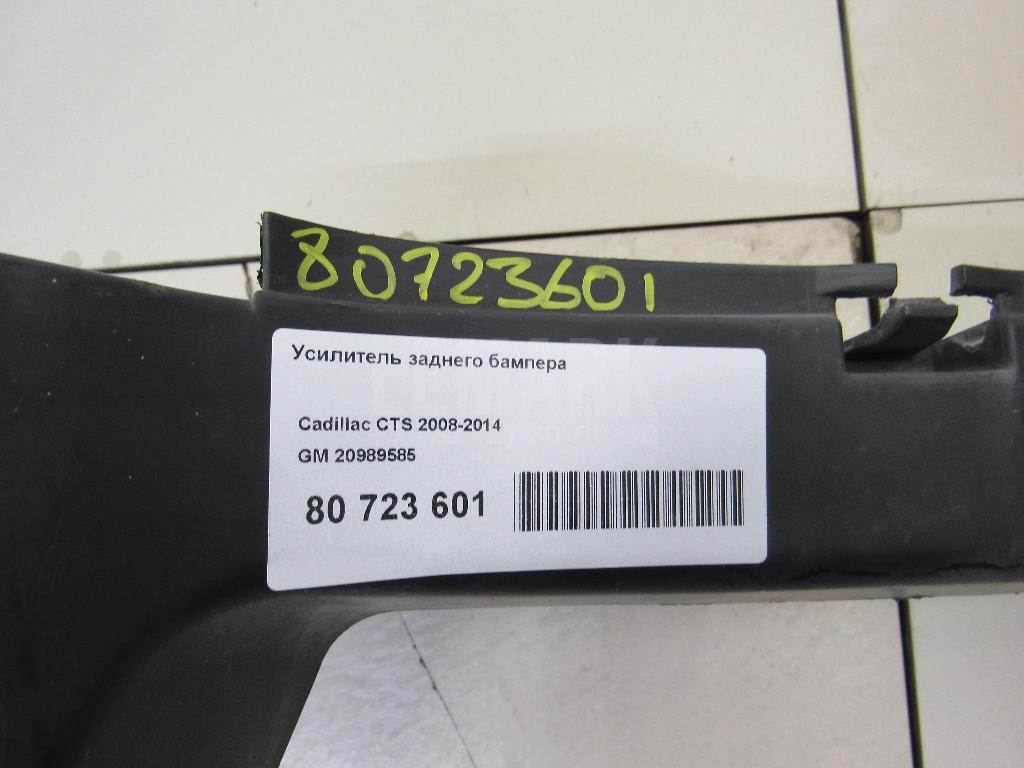 80723601
Усилитель заднего бампера
Cadillac CTS 2008-2014
GM 20989585
80 723 601